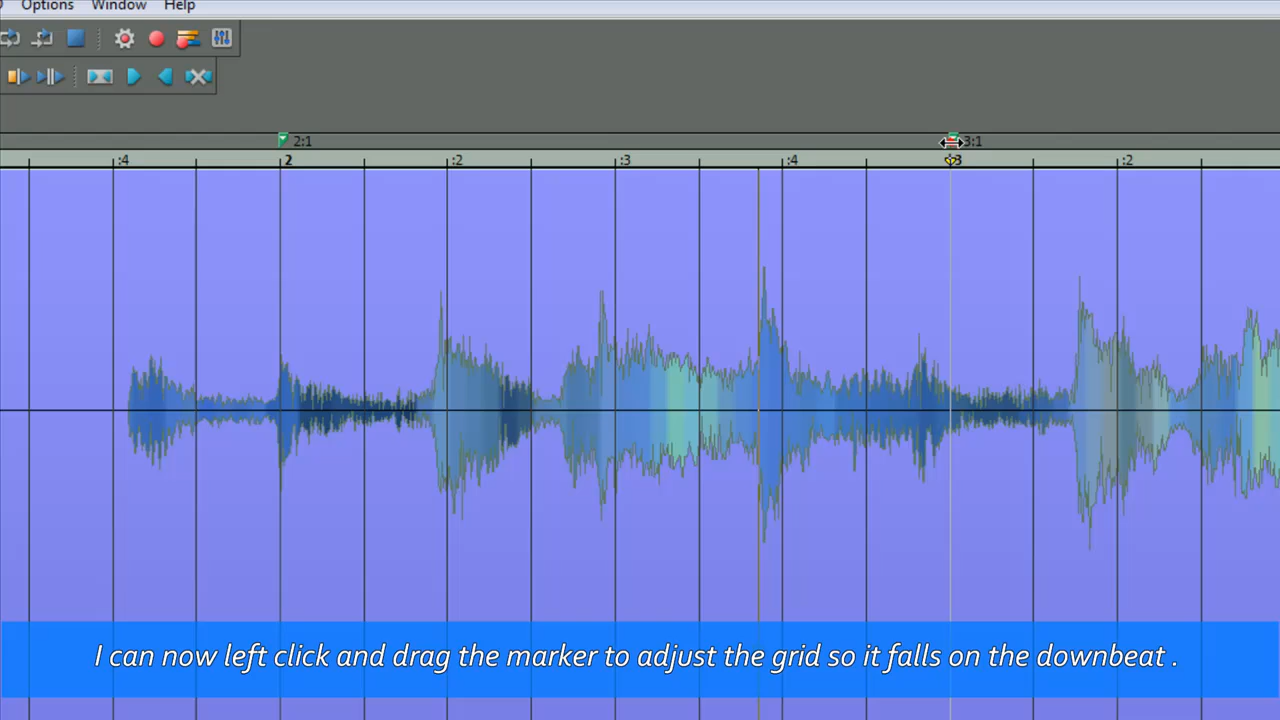 Options Window Help
2:1 3:1
:4 2 :2 :3 :4 3 :2
I can now left click and drag the marker to adjust the grid so it falls on the downbeat .